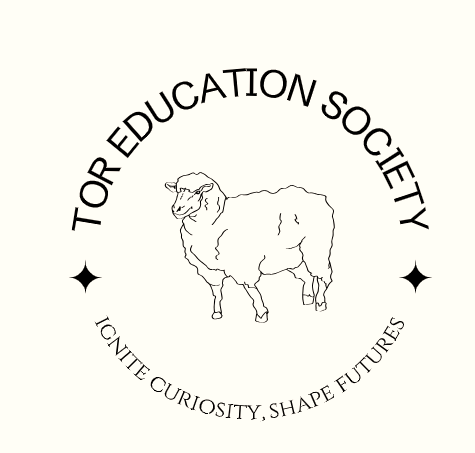 TOR EDUCATION SOCIETY
IGNITE CURIOSITY, SHAPE FUTURES